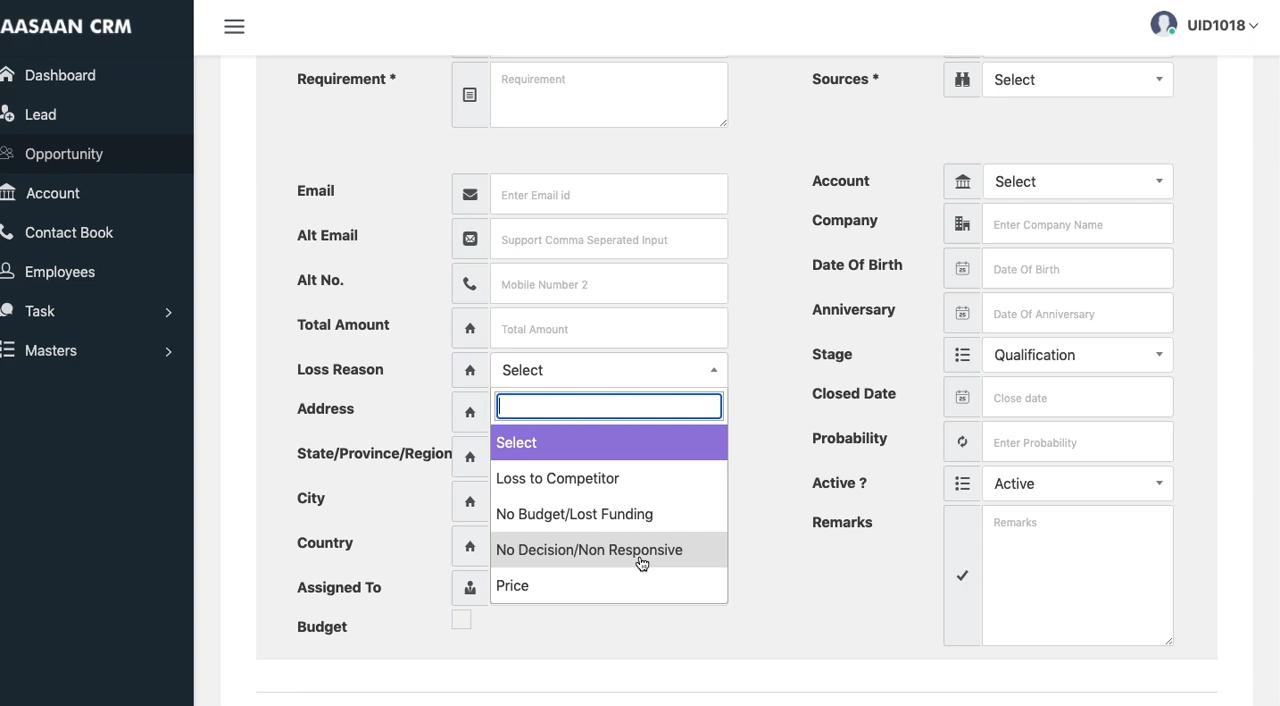 AASAAN CRM
UID1018
Dashboard
Lead
Opportunity
Account
Contact Book
Employees
Task
Masters
Requirement *
Requirement
Email
Enter Email id
Alt Email
Support Comma Seperated Input
Alt No.
Mobile Number 2
Total Amount
Total Amount
Loss Reason
Select
Select
Loss to Competitor
No Budget/Lost Funding
No Decision/Non Responsive
Price
Address
State/Province/Region
City
Country
Assigned To
Budget
Sources *
Select
Account
Select
Company
Enter Company Name
Date Of Birth
25
Date Of Birth
Anniversary
25
Date Of Anniversary
Stage
Qualification
Closed Date
25
Close date
Probability
Enter Probability
Active ?
Active
Remarks
Remarks